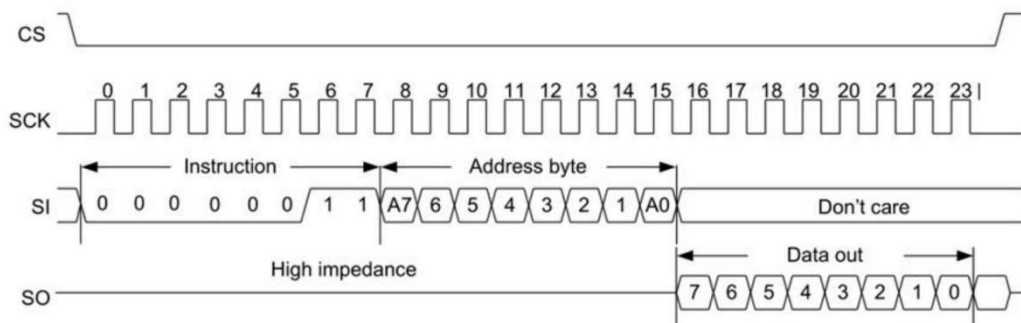 CS
0 1 2 3 4 5 6 7 8 9 10 11 12 13 14 15 16 17 18 19 20 21 22 23
SCK
Instruction Address byte
SI 0 0 0 0 0 0 1 1 A7 6 5 4 3 2 1 A0 Don't care
High impedance Data out
SO 7 6 5 4 3 2 1 0